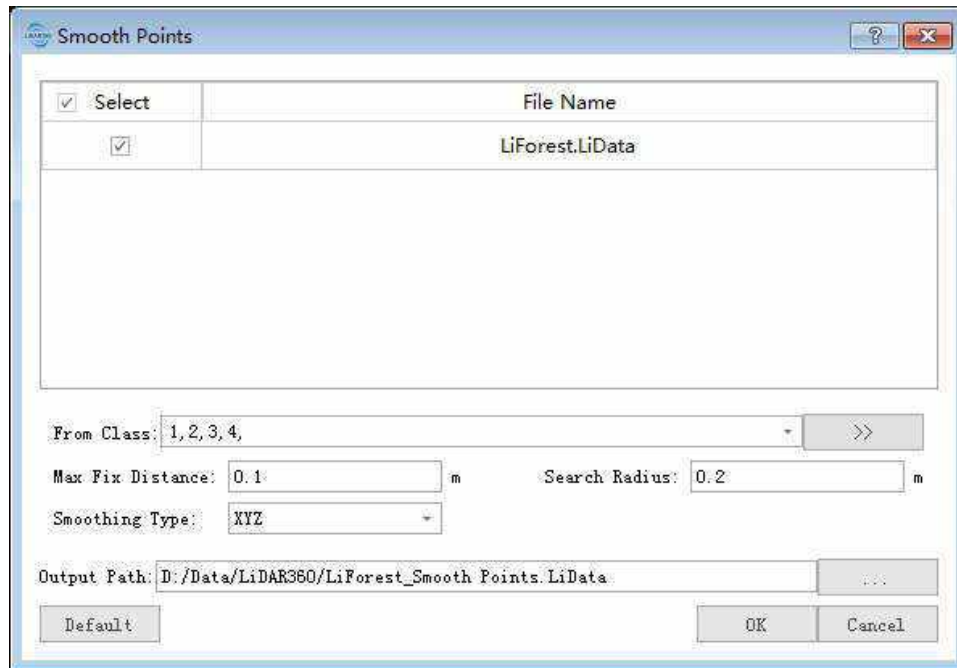 Smooth Points
Select File Name
LiForest.LiData
From Class: 1, 2, 3, 4, >>
Max Fix Distance: 0.1 m Search Radius: 0.2 m
Smoothing Type: XYZ
Output Path: D:/Data/LiDAR360/LiForest_Smooth Points.LiData ...
Default OK Cancel